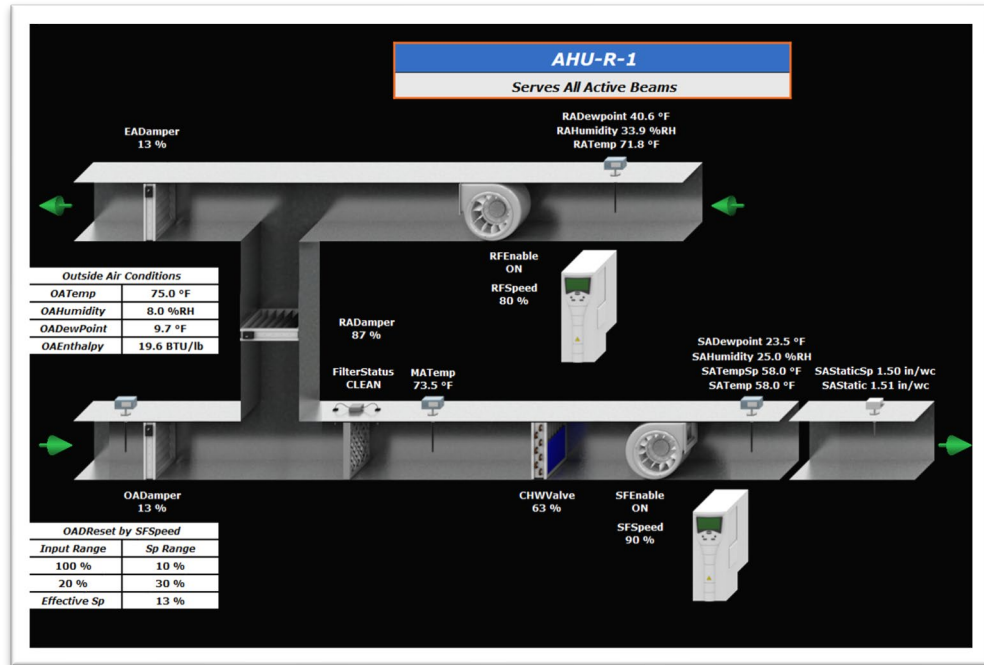 AHU-R-1
Serves All Active Beams
RADewpoint 40.6 °F
RAHumidity 33.9 %RH
RATemp 71.8 °F
EADamper
13 %
RFEnable
ON
RFSpeed
80 %
Outside Air Conditions
OATemp 75.0 °F
OAHumidity 8.0 %RH
OADewPoint 9.7 °F
OAEnthalpy 19.6 BTU/lb
RADamper
87 %
FilterStatus
CLEAN
MATemp
73.5 °F
SADewpoint 23.5 °F
SAHumidity 25.0 %RH
SATempSp 58.0 °F
SATemp 58.0 °F
SAStaticSp 1.50 in/wc
SAStatic 1.51 in/wc
OADamper
13 %
CHWValve
63 %
SFEnable
ON
SFSpeed
90 %
OADReset by SFSpeed
Input Range Sp Range
100 % 10 %
20 % 30 %
Effective Sp 13 %